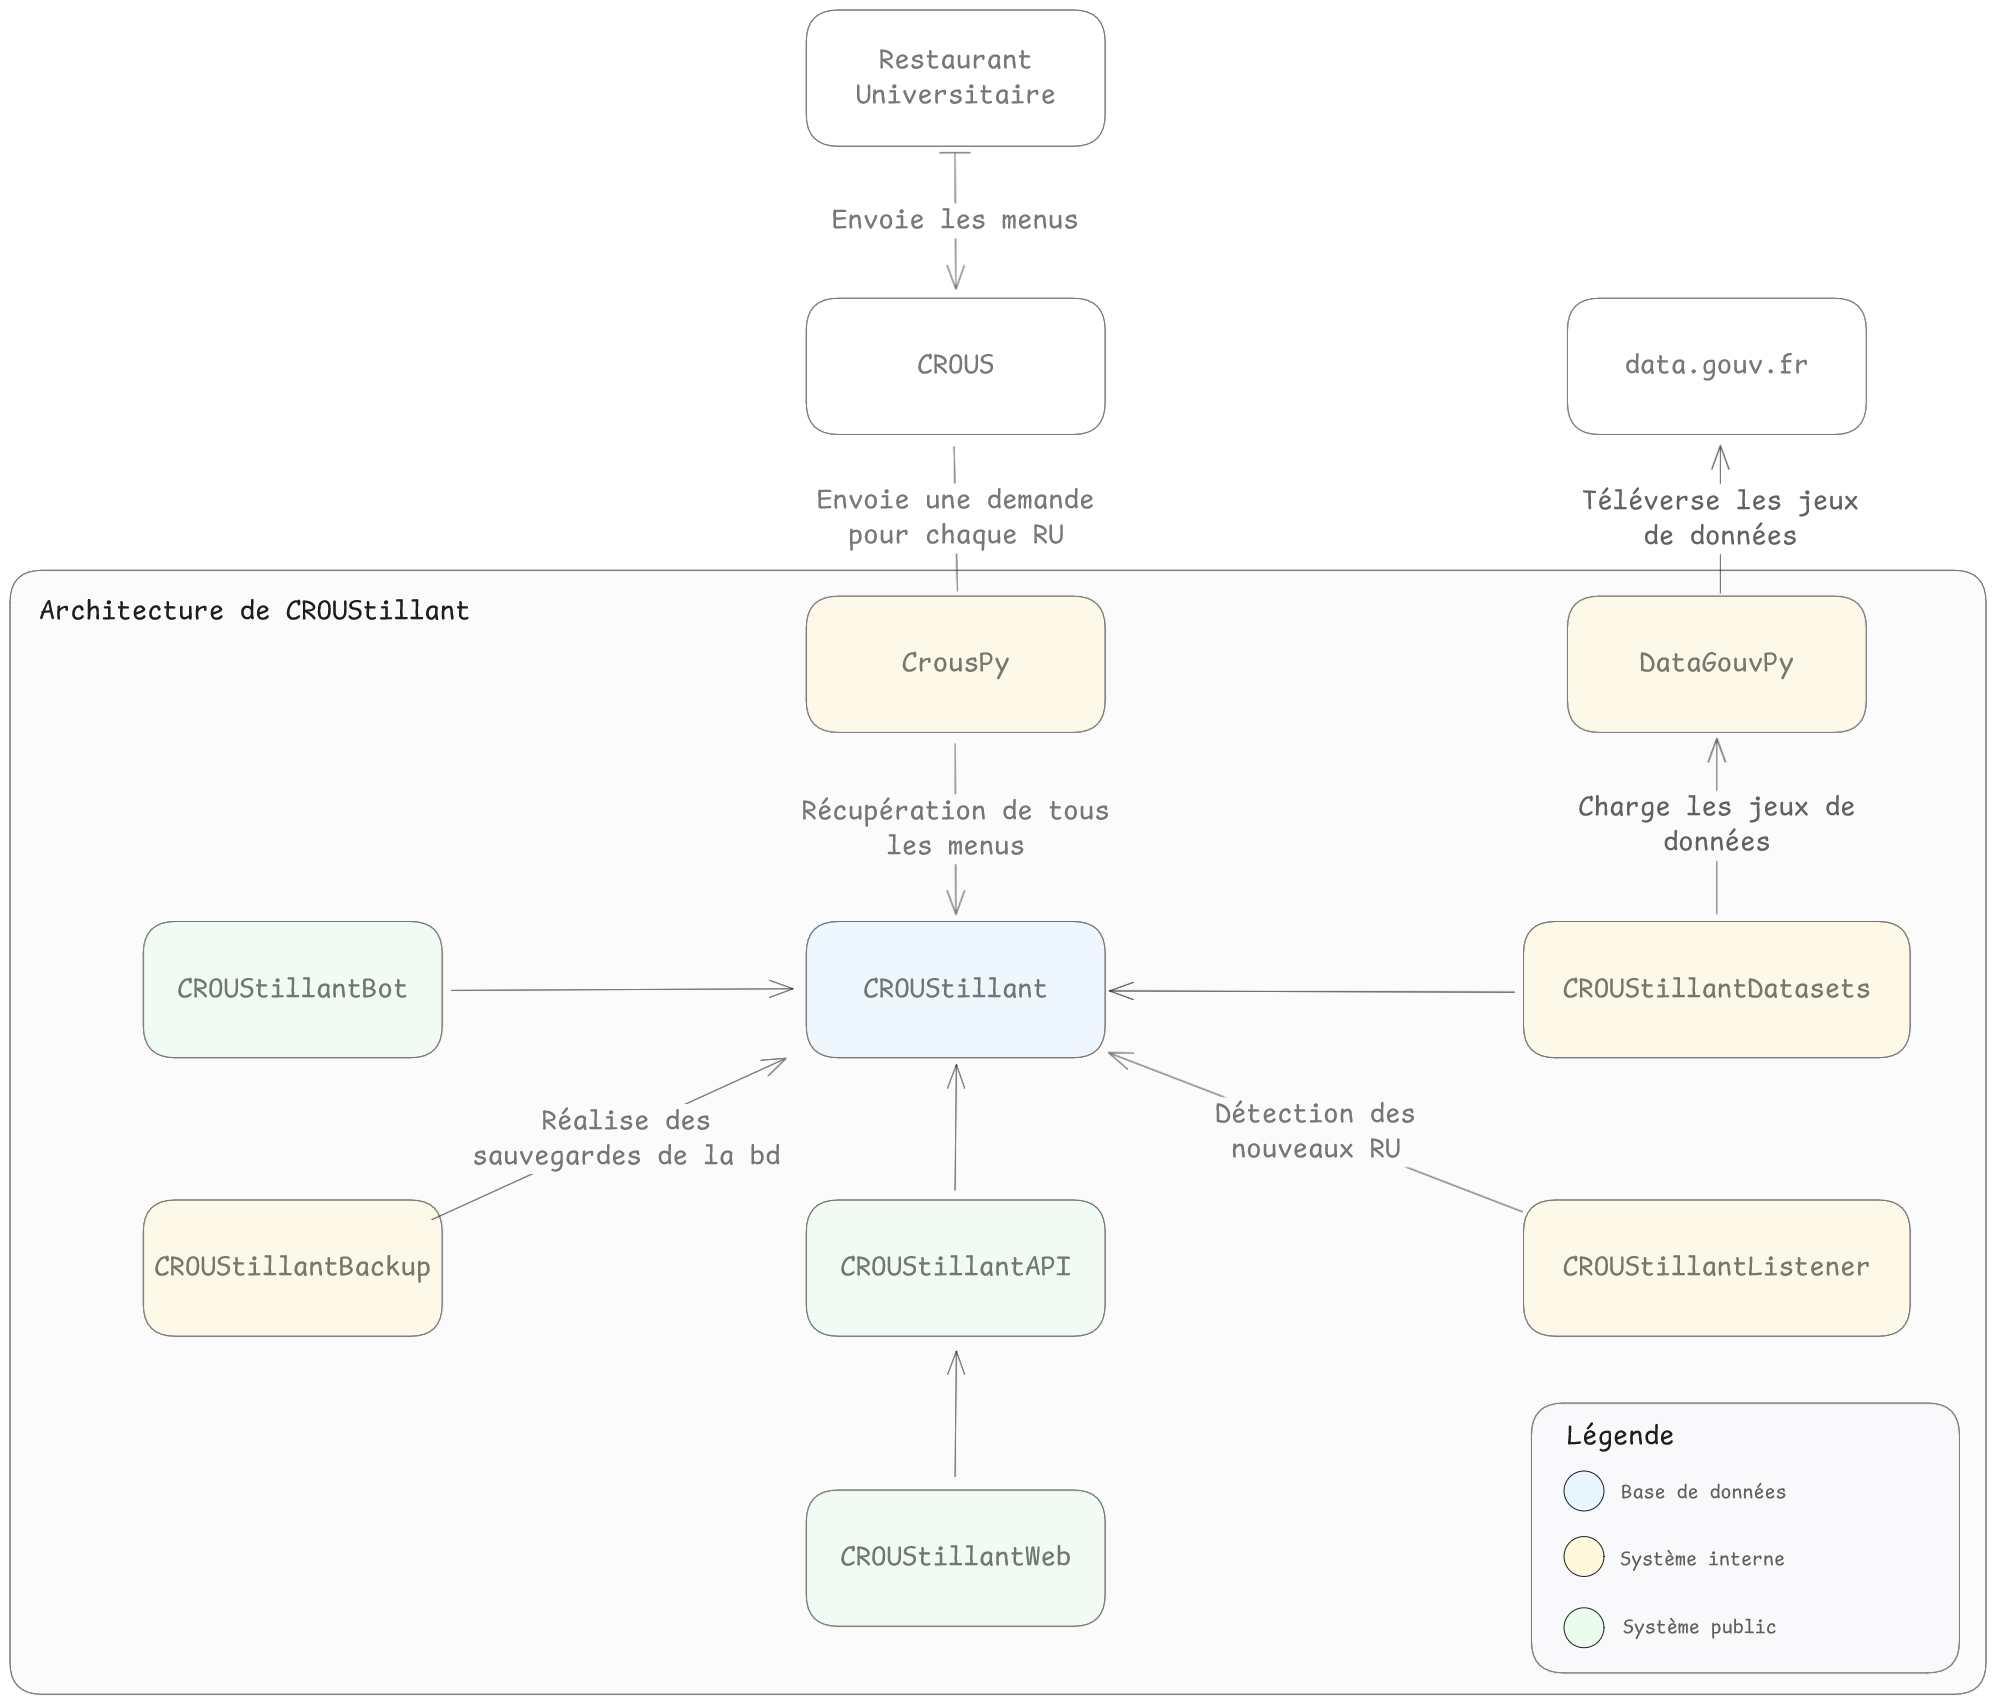 Restaurant
Universitaire
Envoie les menus
CROUS
data.gouv.fr
Envoie une demande
pour chaque RU
Téléverse les jeux
de données
Architecture de CROUStillant
CrousPy
DataGouvPy
Récupération de tous
les menus
Charge les jeux de
données
CROUStillantBot
CROUStillant
CROUStillantDatasets
Réalise des
sauvegardes de la bd
Détection des
nouveaux RU
CROUStillantBackup
CROUStillantAPI
CROUStillantListener
CROUStillantWeb
Légende
Base de données
Système interne
Système public